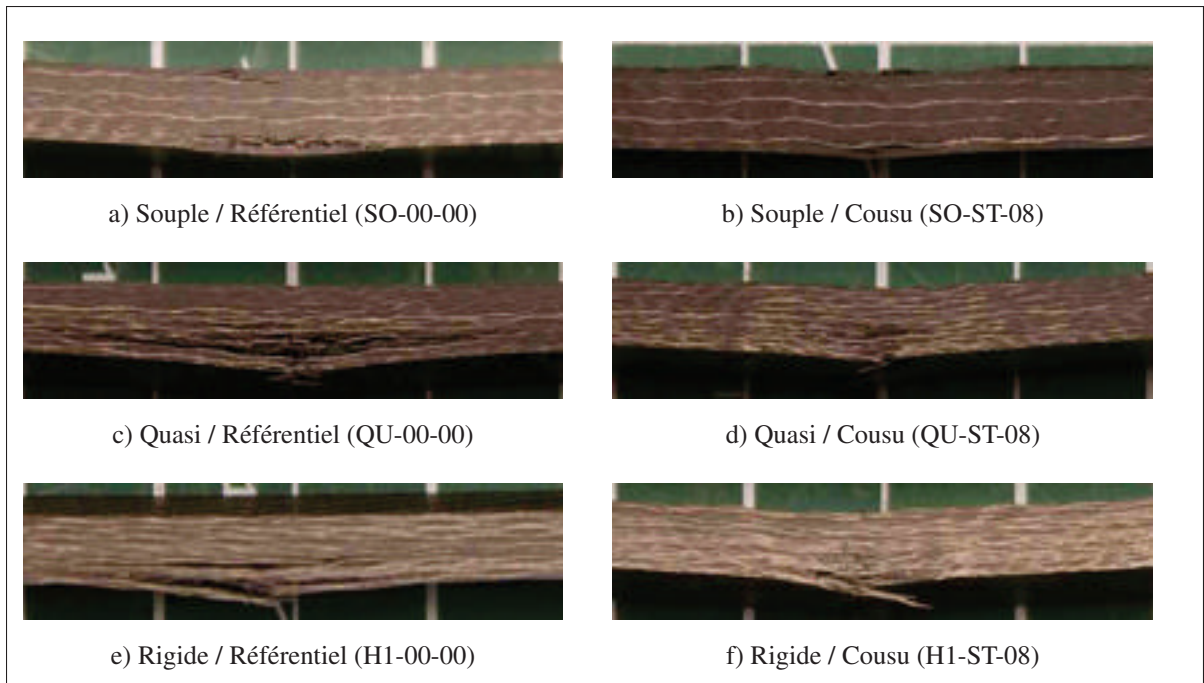 a) Souple / Référentiel (SO-00-00)
b) Souple / Cousu (SO-ST-08)
c) Quasi / Référentiel (QU-00-00)
d) Quasi / Cousu (QU-ST-08)
e) Rigide / Référentiel (H1-00-00)
f) Rigide / Cousu (H1-ST-08)